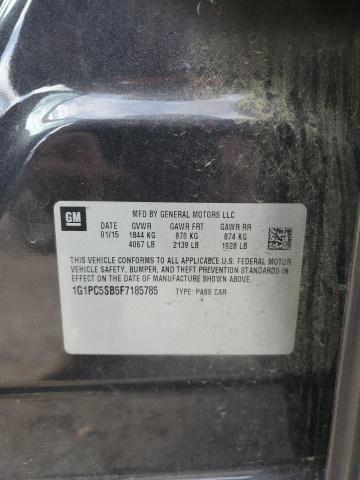 GM
MFD BY GENERAL MOTORS LLC
DATE GVWR GAWR FRT GAWR RR
01/15 1844 KG 970 KG 874 KG
4067 LB 2139 LB 1928 LB
THIS VEHICLE CONFORMS TO ALL APPLICABLE U.S. FEDERAL MOTOR
VEHICLE SAFETY, BUMPER, AND THEFT PREVENTION STANDARDS IN
EFFECT ON THE DATE OF MANUFACTURE SHOWN ABOVE.
1G1PC5SB5F7185785 TYPE: PASS CAR